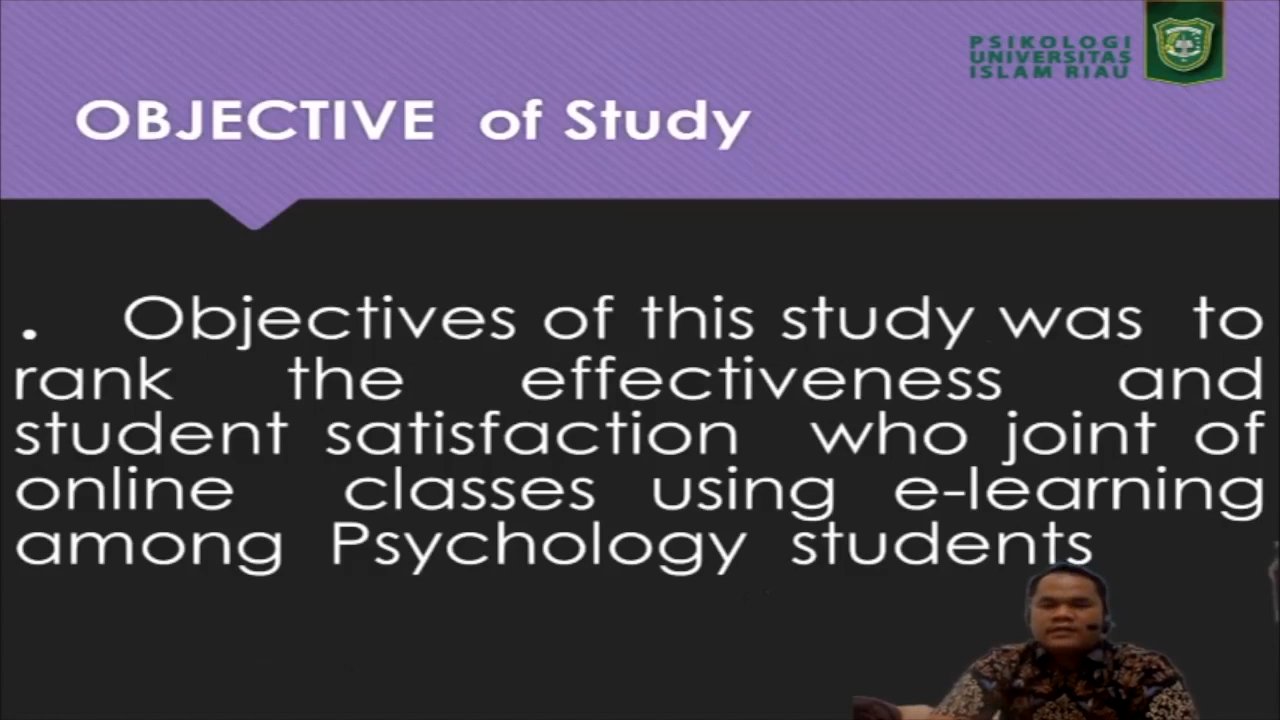 PSIKOLOGI
UNIVERSITAS
ISLAM RIAU
OBJECTIVE of Study
. Objectives of this study was to
rank the effectiveness and
student satisfaction who joint of
online classes using e-learning
among Psychology students